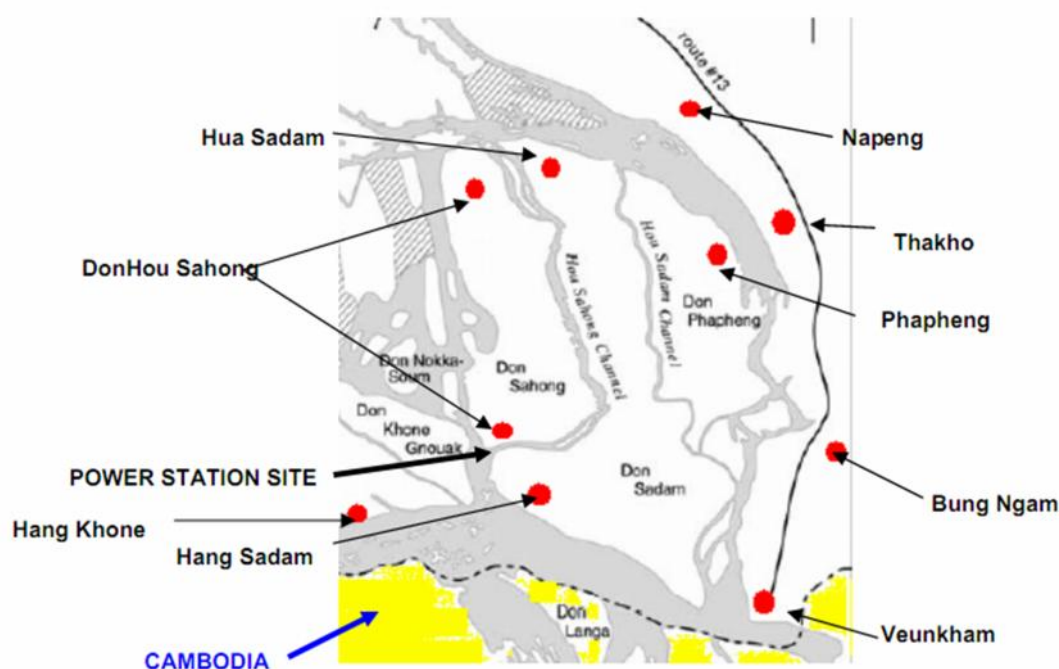 route #13
Hua Sadam
Napeng
DonHou Sahong
Thakho
Hou Sahong Channel
Hou Sadam Channel
Don
Phapheng
Phapheng
Don Nokka-
Soum
Don
Sahong
Don
Khone
Gnouak
POWER STATION SITE
Don
Sadam
Bung Ngam
Hang Khone
Hang Sadam
Don
Langa
Veunkham
CAMBODIA